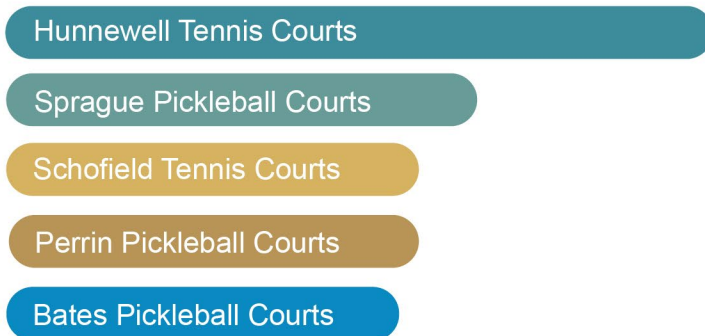 Hunnewell Tennis Courts
Sprague Pickleball Courts
Schofield Tennis Courts
Perrin Pickleball Courts
Bates Pickleball Courts